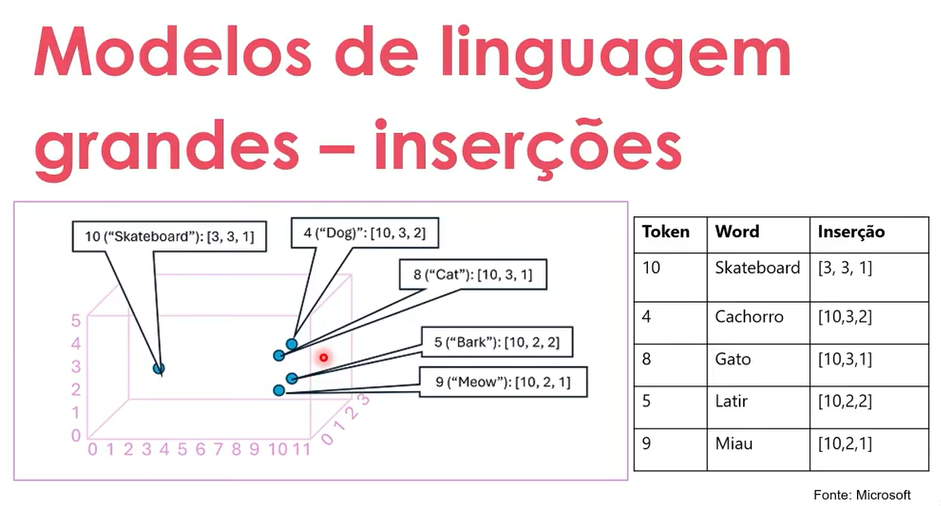 Modelos de linguagem
grandes – inserções
10 (“Skateboard”): [3, 3, 1]
4 (“Dog)”: [10, 3, 2]
8 (“Cat”): [10, 3, 1]
5 (“Bark”): [10, 2, 2]
9 (“Meow”): [10, 2, 1]
5
4
3
2
1
0
0 1 2 3 4 5 6 7 8 9 10 11
0 1 2 3
Token Word Inserção
10 Skateboard [3, 3, 1]
4 Cachorro [10,3,2]
8 Gato [10,3,1]
5 Latir [10,2,2]
9 Miau [10,2,1]
Fonte: Microsoft